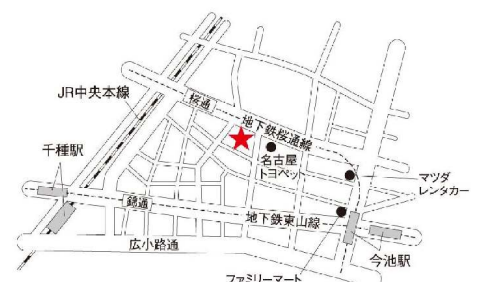 JR中央本線
桜通
地下鉄桜通線
千種駅
名古屋
トヨペット
マツダ
レンタカー
錦通
地下鉄東山線
広小路通
今池駅
ファミリーマート